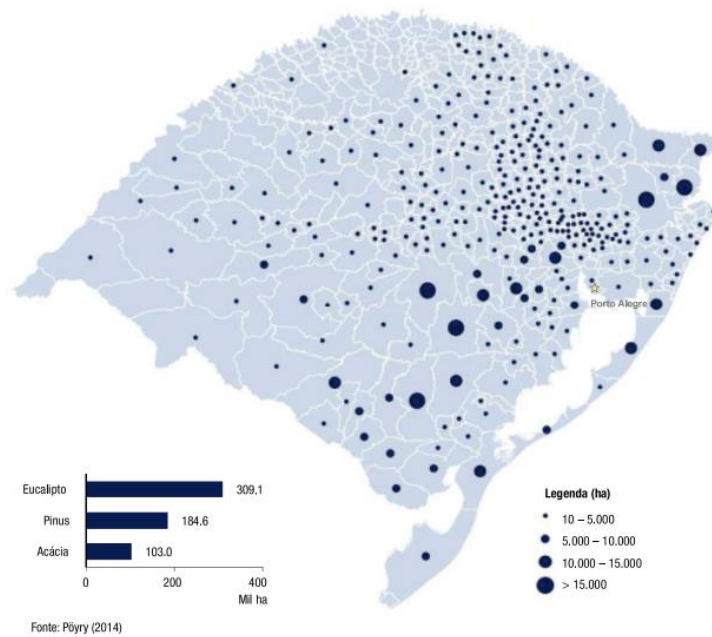 Porto Alegre
Eucalipto 309.1
Pinus 184.6
Acácia 103.0
0 200 400
Mil ha
Legenda (ha)
10 – 5.000
5.000 – 10.000
10.000 – 15.000
> 15.000
Fonte: Pöyry (2014)